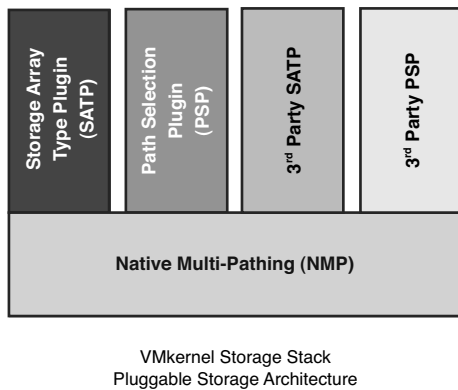 Storage Array
Type Plugin
(SATP)
Path Selection
Plugin
(PSP)
3rd Party SATP
3rd Party PSP
Native Multi-Pathing (NMP)
VMkernel Storage Stack
Pluggable Storage Architecture